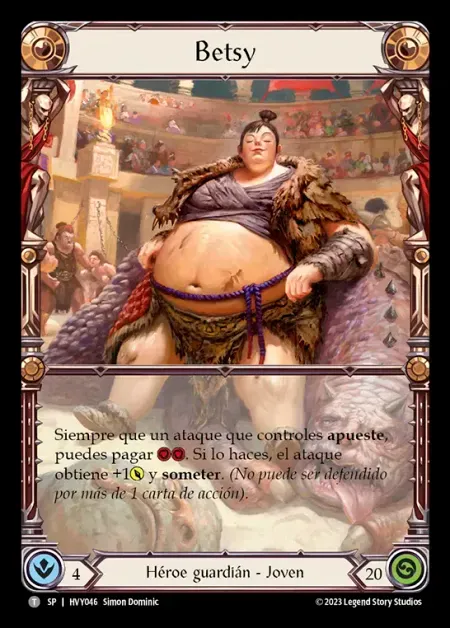 Betsy
Siempre que un ataque que controles apueste,
puedes pagar. Si lo haces, el ataque
obtiene +1 y someter. (No puede ser defendido
por más de 1 carta de acción).
4 Héroe guardián - Joven 20
T SP | HVY046 Simon Dominic © 2023 Legend Story Studios